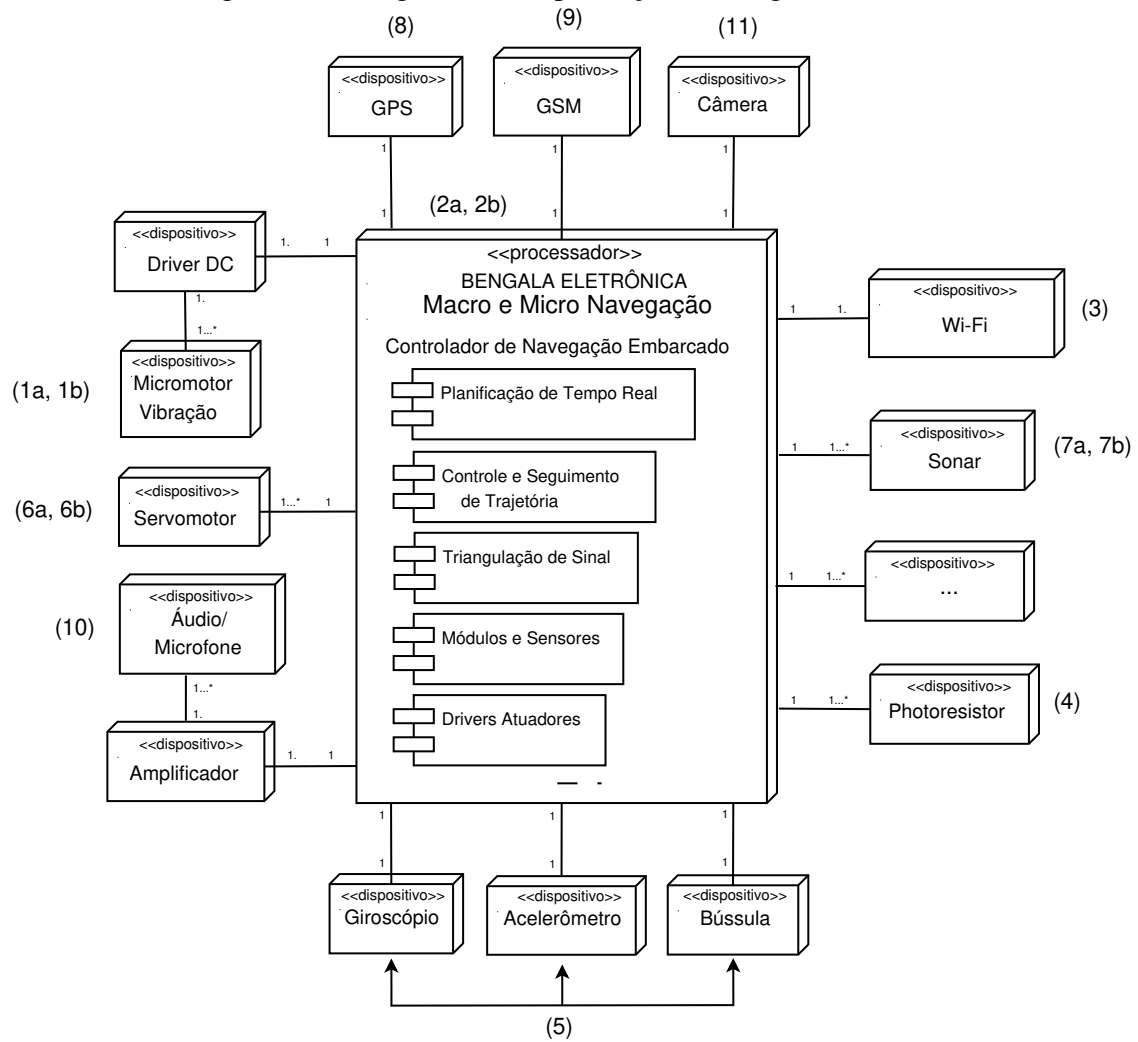 (8)
(9)
(11)
<<dispositivo>>
GPS
<<dispositivo>>
GSM
<<dispositivo>>
Câmera
1
1
1
1
1
1
(2a, 2b)
<<dispositivo>>
Driver DC
1.
1
1.
1...*
<<dispositivo>>
Micromotor
Vibração
(1a, 1b)
<<dispositivo>>
Servomotor
(6a, 6b)
1...*
1
<<dispositivo>>
Áudio/
Microfone
(10)
1...*
1.
<<dispositivo>>
Amplificador
1.
1
<<processador>>
BENGALA ELETRÔNICA
Macro e Micro Navegação
Controlador de Navegação Embarcado
Planificação de Tempo Real
Controle e Seguimento
de Trajetória
Triangulação de Sinal
Módulos e Sensores
Drivers Atuadores
1
1.
<<dispositivo>>
Wi-Fi
(3)
1
1...*
<<dispositivo>>
Sonar
(7a, 7b)
1
1...*
<<dispositivo>>
...
1
1...*
<<dispositivo>>
Photoresistor
(4)
1
1
1
1
1
1
<<dispositivo>>
Giroscópio
<<dispositivo>>
Acelerômetro
<<dispositivo>>
Bússula
(5)